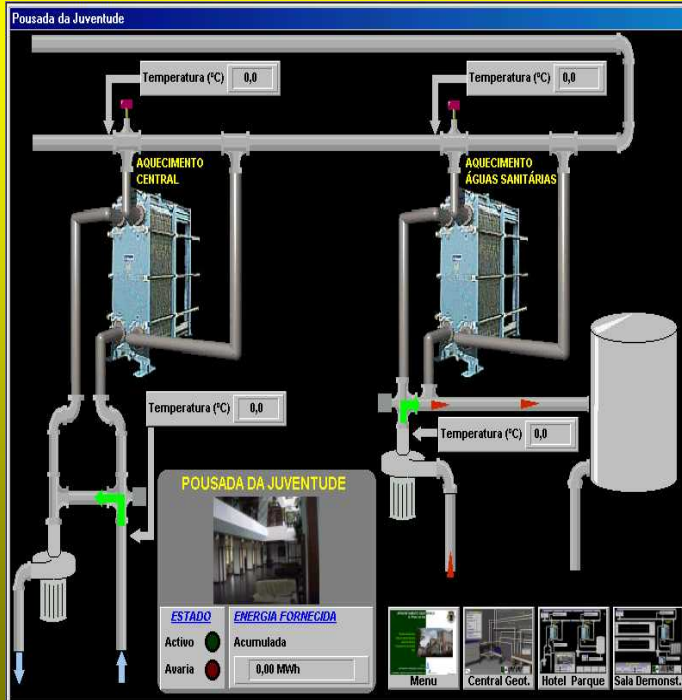 Pousada da Juventude
Temperatura (ºC) 0,0
Temperatura (ºC) 0,0
AQUECIMENTO
CENTRAL
AQUECIMENTO
ÁGUAS SANITÁRIAS
Temperatura (ºC) 0,0
Temperatura (ºC) 0,0
POUSADA DA JUVENTUDE
ESTADO
Activo
Avaria
ENERGIA FORNECIDA
Acumulada
0,00 MWh
Menu
Central Geot.
Hotel Parque
Sala Demonst.